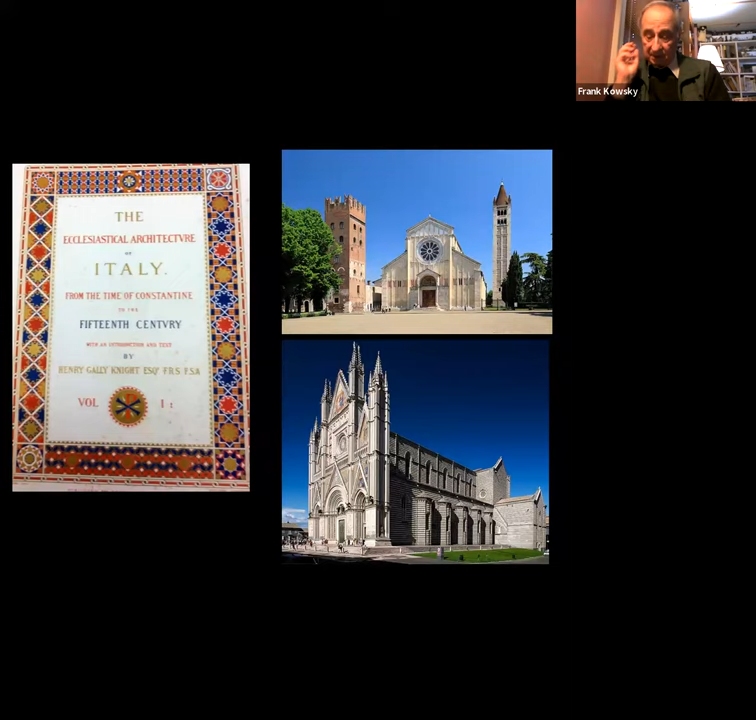 THE
ECCLESIASTICAL ARCHITECTVRE
OF
ITALY.
FROM THE TIME OF CONSTANTINE
TO THE
FIFTEENTH CENTVRY
WITH AN INTRODUCTION AND TEXT
BY
HENRY GALLY KNIGHT ESQR F.R.S F.S.A
VOL I:
Frank Kowsky